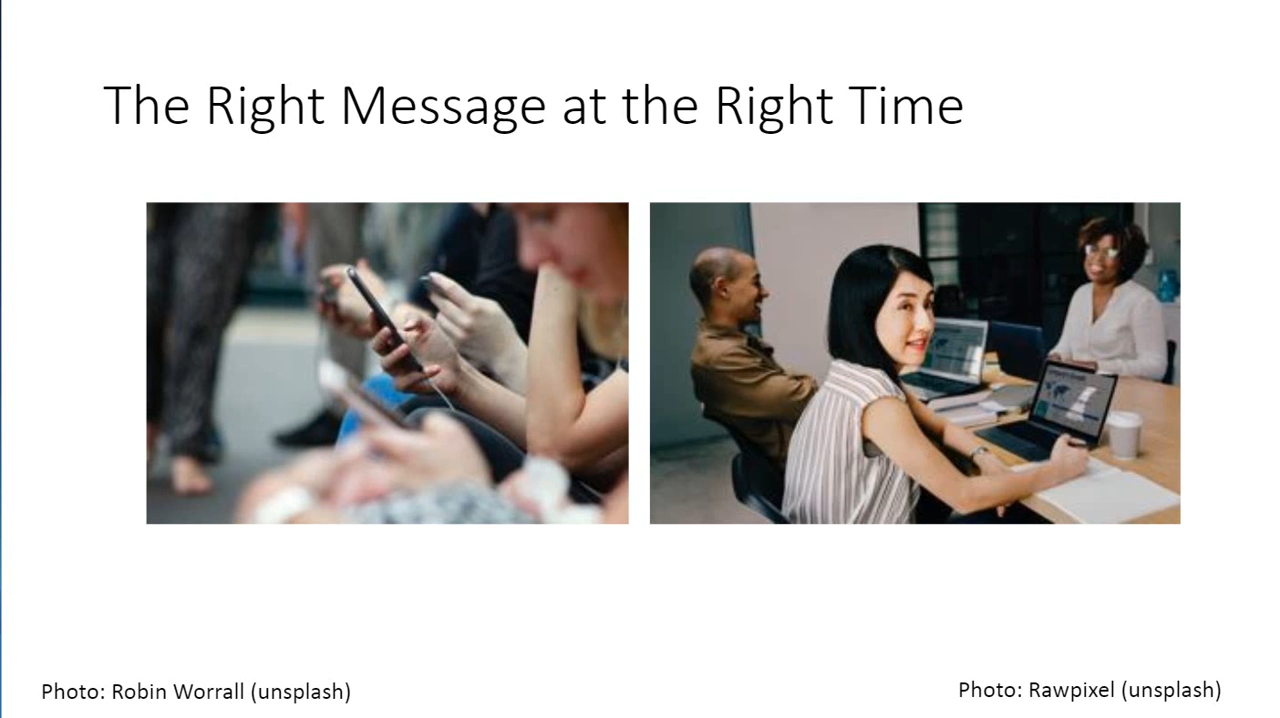 The Right Message at the Right Time
Photo: Robin Worrall (unsplash)
Photo: Rawpixel (unsplash)